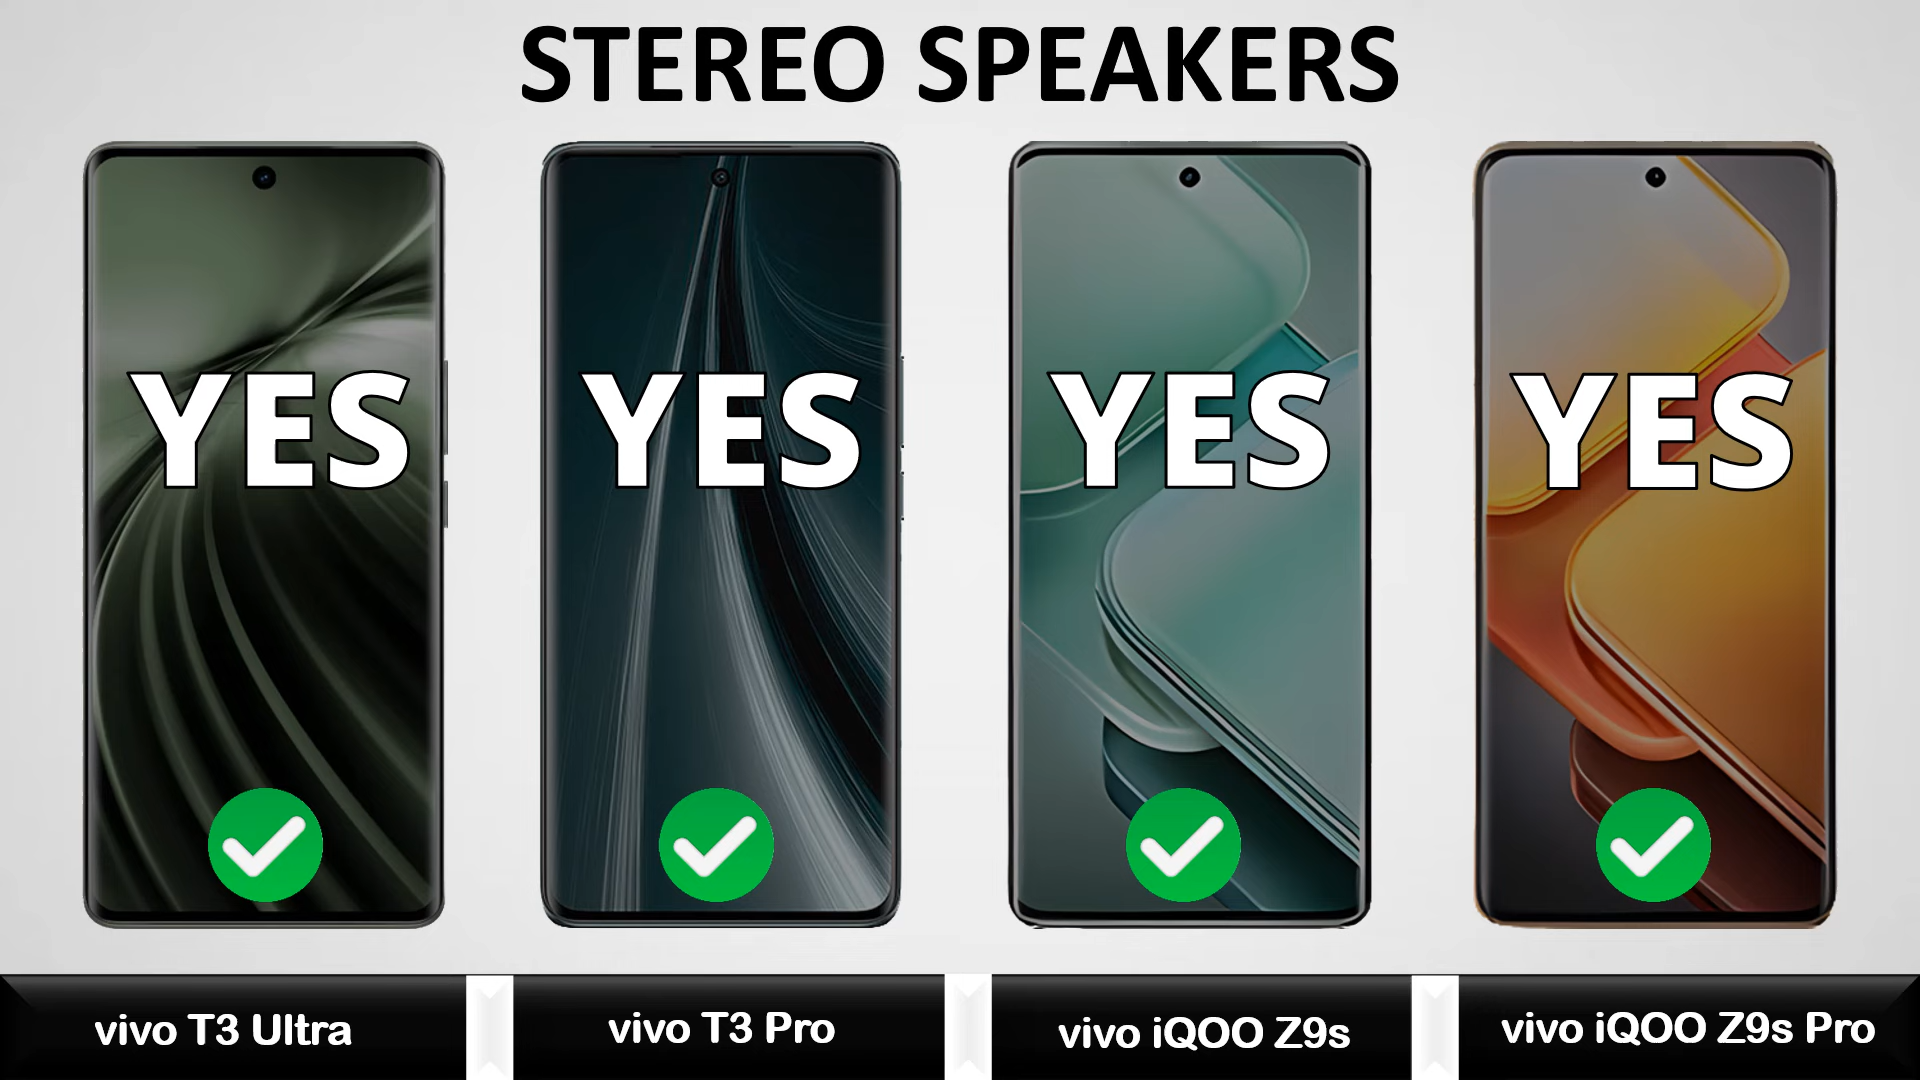 STEREO SPEAKERS
YES
YES
YES
YES
vivo T3 Ultra
vivo T3 Pro
vivo iQOO Z9s
vivo iQOO Z9s Pro